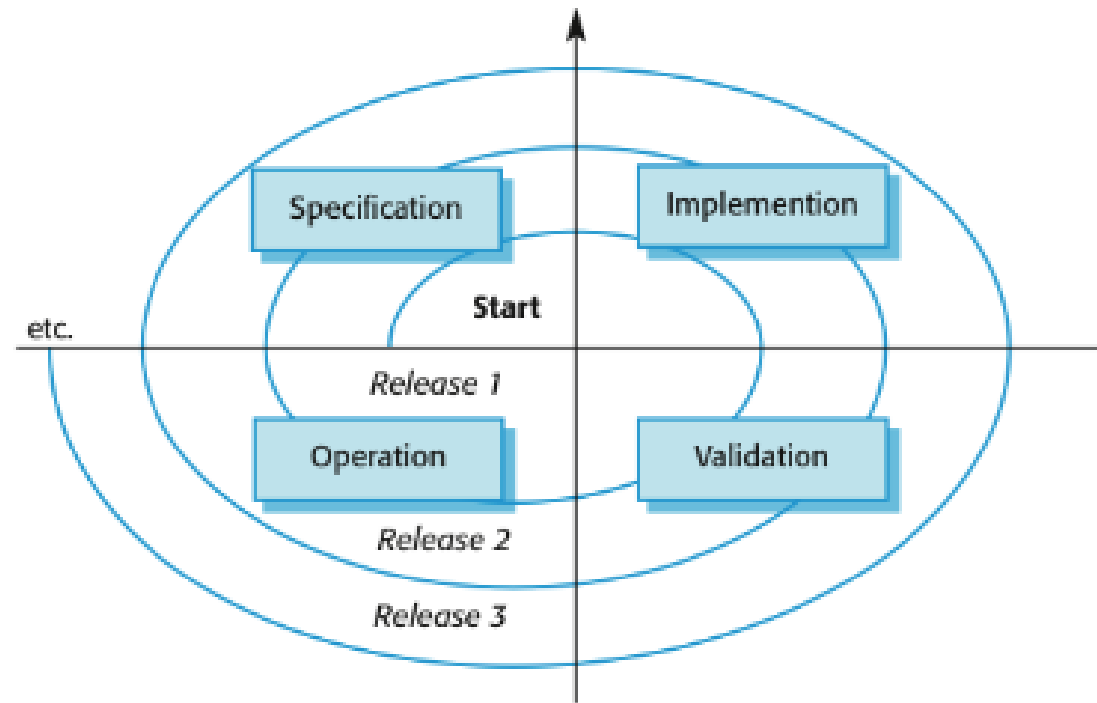 Specification
Implemention
Start
etc.
Release 1
Operation
Validation
Release 2
Release 3